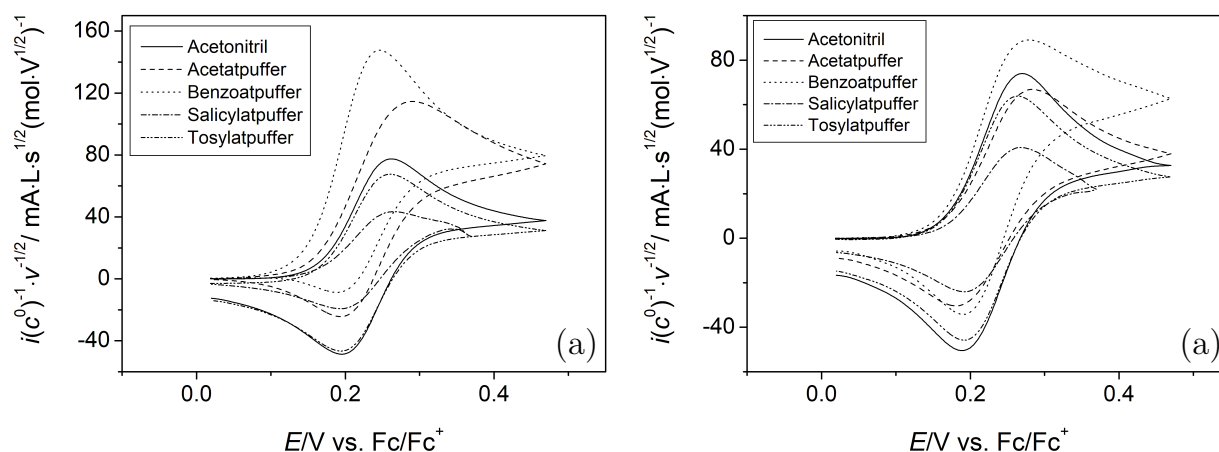 160
120
80
40
0
-40
0.0 0.2 0.4
i(c⁰)⁻¹·v⁻¹/²/ mA·L·s¹/²(mol·V¹/²)⁻¹
E/V vs. Fc/Fc⁺
Acetonitril
Acetatpuffer
Benzoatpuffer
Salicylatpuffer
Tosylatpuffer
(a)
80
40
0
-40
0.0 0.2 0.4
i(c⁰)⁻¹·v⁻¹/²/ mA·L·s¹/²(mol·V¹/²)⁻¹
E/V vs. Fc/Fc⁺
Acetonitril
Acetatpuffer
Benzoatpuffer
Salicylatpuffer
Tosylatpuffer
(a)